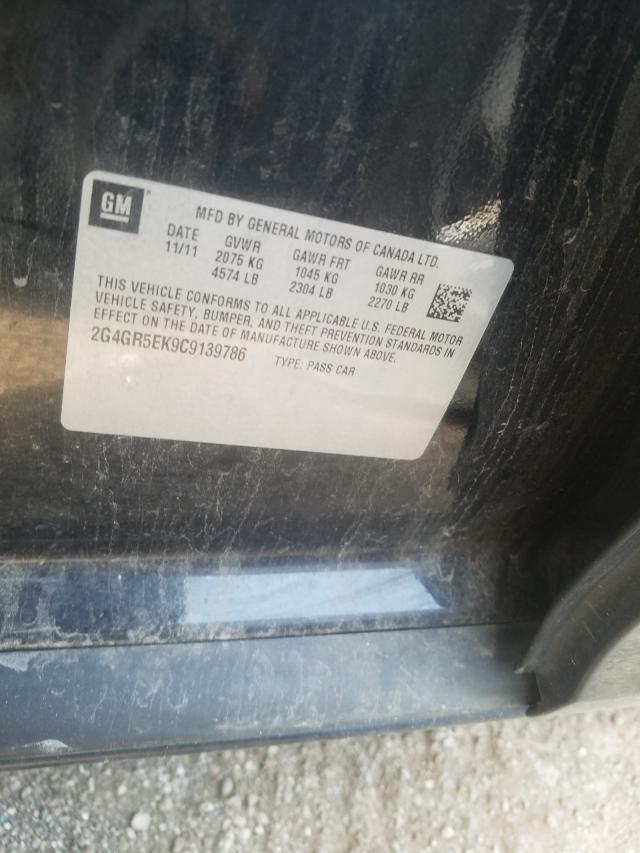 GM
MFD BY GENERAL MOTORS OF CANADA LTD.
DATE GVWR GAWR FRT GAWR RR
11/11 2075 KG 1045 KG 1030 KG
4574 LB 2304 LB 2270 LB
THIS VEHICLE CONFORMS TO ALL APPLICABLE U.S. FEDERAL MOTOR
VEHICLE SAFETY, BUMPER, AND THEFT PREVENTION STANDARDS IN
EFFECT ON THE DATE OF MANUFACTURE SHOWN ABOVE.
2G4GR5EK9C9139786 TYPE: PASS CAR